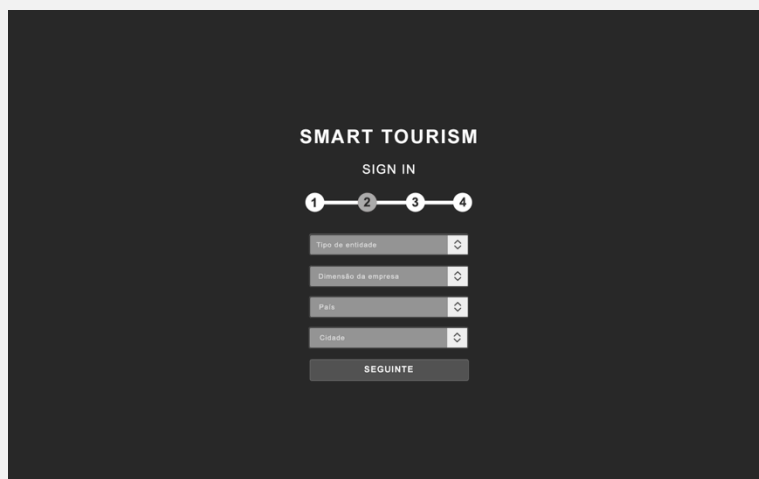 SMART TOURISM
SIGN IN
1 2 3 4
Tipo de entidade
Dimensão da empresa
País
Cidade
SEGUINTE